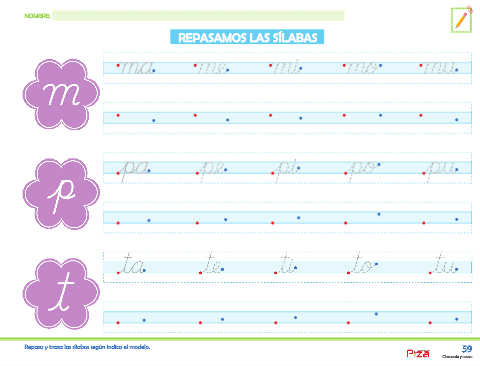 NOMBRE:
REPASAMOS LAS SÍLABAS
m
ma me mi mo mu
p
pa pe pi po pu
t
ta te ti to tu
Repasa y traza las sílabas según indica el modelo.
59